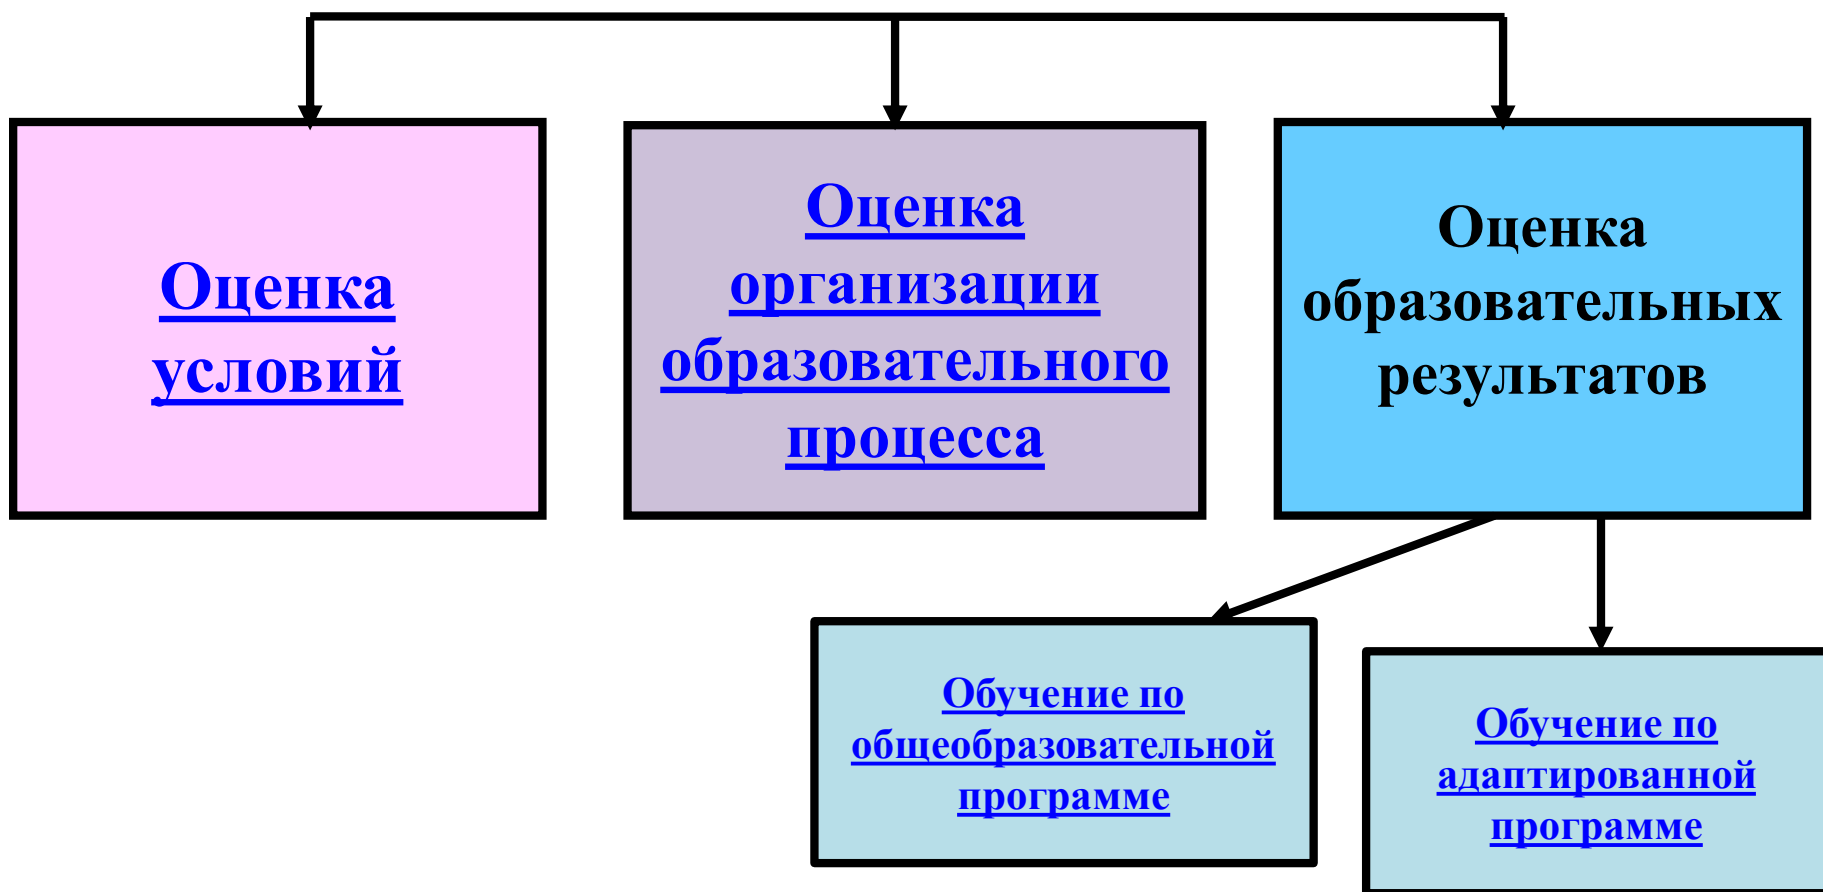 Оценка
условий
Оценка
организации
образовательного
процесса
Оценка
образовательных
результатов
Обучение по
общеобразовательной
программе
Обучение по
адаптированной
программе